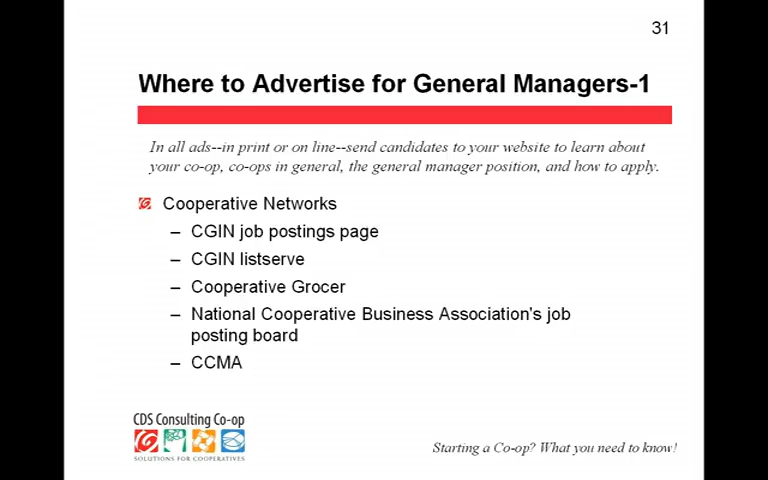 31
Where to Advertise for General Managers-1
In all ads--in print or on line--send candidates to your website to learn about
your co-op, co-ops in general, the general manager position, and how to apply.
Cooperative Networks
– CGIN job postings page
– CGIN listserve
– Cooperative Grocer
– National Cooperative Business Association's job
posting board
– CCMA
CDS Consulting Co-op
SOLUTIONS FOR COOPERATIVES
Starting a Co-op? What you need to know!